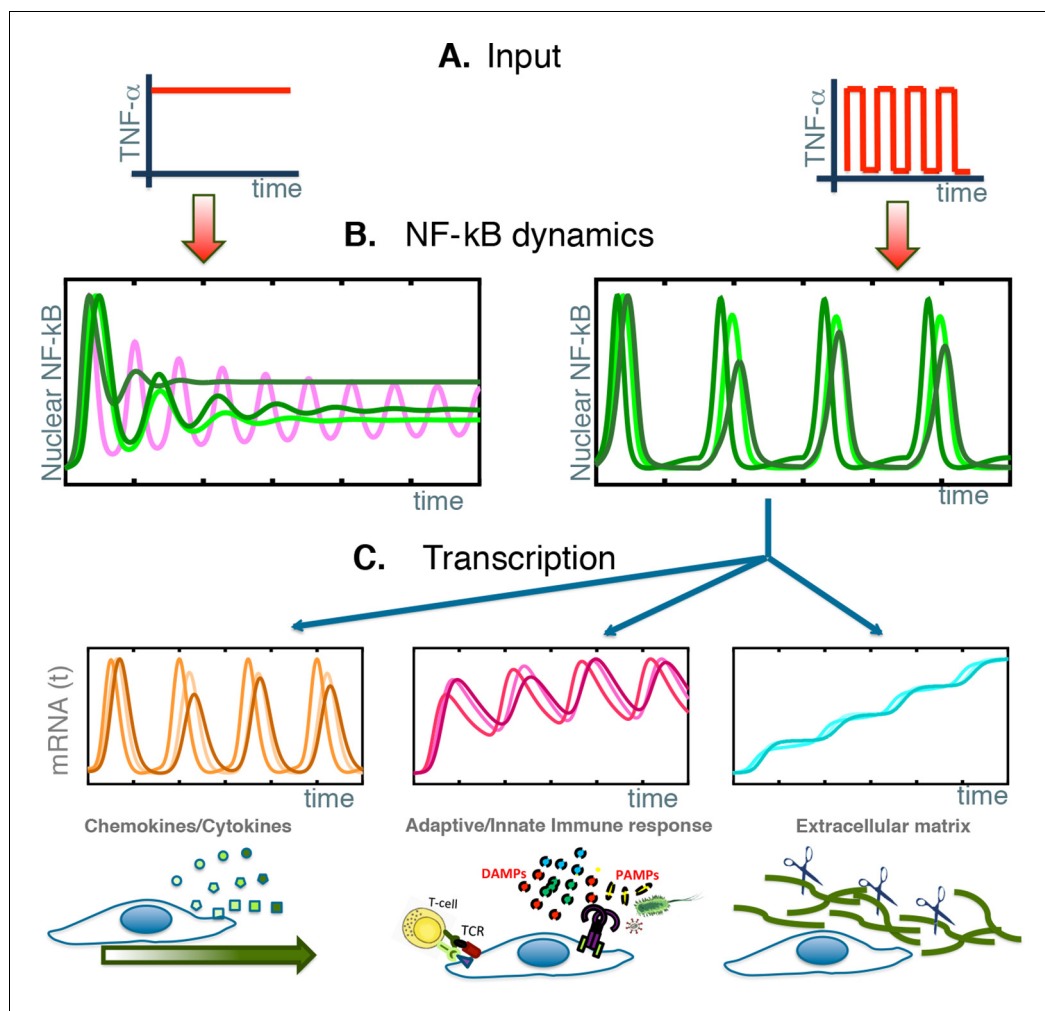 A. Input
TNF-α
time
TNF-α
time
B. NF-kB dynamics
Nuclear NF-kB
time
Nuclear NF-kB
time
C. Transcription
mRNA (t)
time
time
time
Chemokines/Cytokines
Adaptive/Innate Immune response
Extracellular matrix
DAMPs
PAMPs
T-cell
TCR